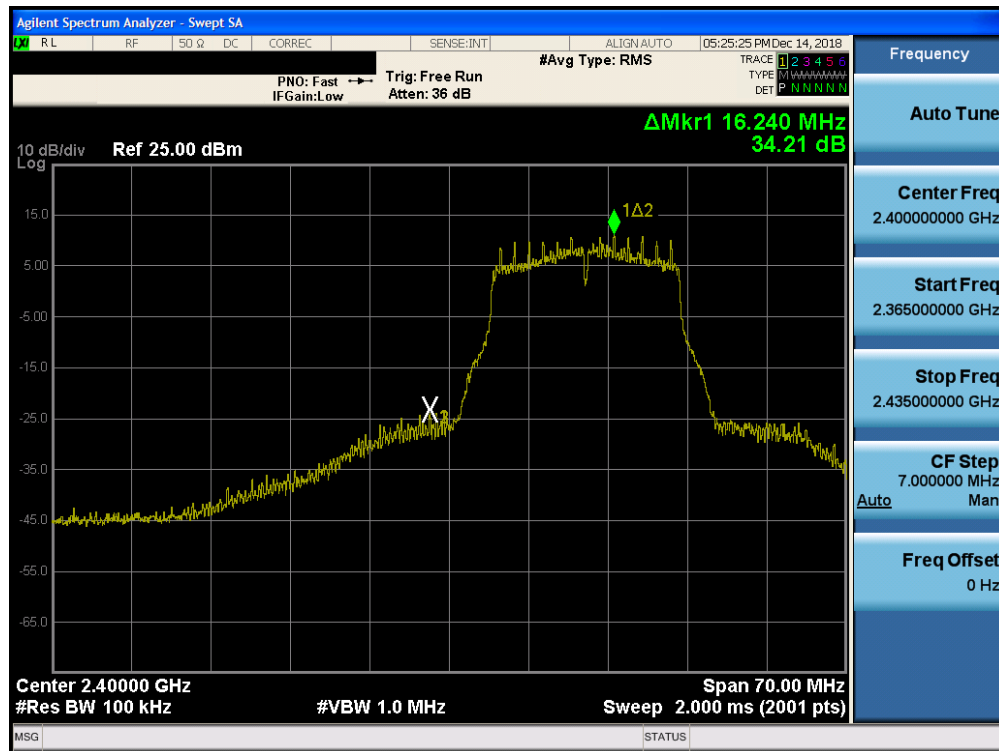 Agilent Spectrum Analyzer - Swept SA
LXI RL RF 50 Ω DC CORREC SENSE:INT ALIGN AUTO 05:25:25 PM Dec 14, 2018
#Avg Type: RMS TRACE 1 2 3 4 5 6
PNO: Fast Trig: Free Run TYPE M WWWWW
IFGain:Low Atten: 36 dB DET P N N N N N
ΔMkr1 16.240 MHz
34.21 dB
10 dB/div Ref 25.00 dBm
Log
1Δ2
15.0
5.00
-5.00
-15.0
X
-25.0
-35.0
-45.0
-55.0
-65.0
Center 2.40000 GHz Span 70.00 MHz
#Res BW 100 kHz #VBW 1.0 MHz Sweep 2.000 ms (2001 pts)
MSG STATUS
Frequency
Auto Tune
Center Freq
2.400000000 GHz
Start Freq
2.365000000 GHz
Stop Freq
2.435000000 GHz
CF Step
7.000000 MHz
Auto Man
Freq Offset
0 Hz